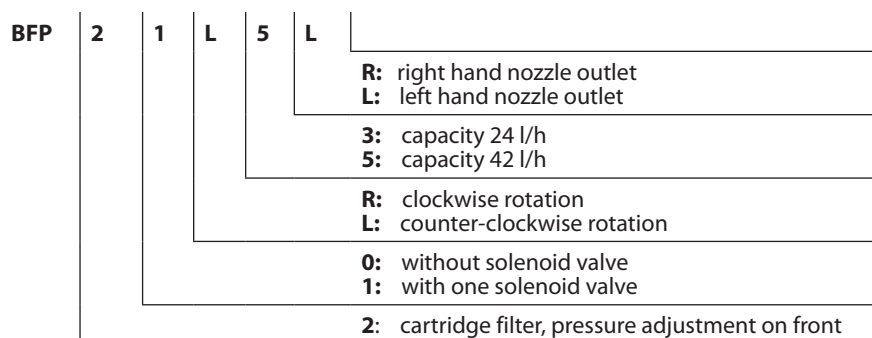 BFP 2 1 L 5 L
R: right hand nozzle outlet
L: left hand nozzle outlet
3: capacity 24 l/h
5: capacity 42 l/h
R: clockwise rotation
L: counter-clockwise rotation
0: without solenoid valve
1: with one solenoid valve
2: cartridge filter, pressure adjustment on front